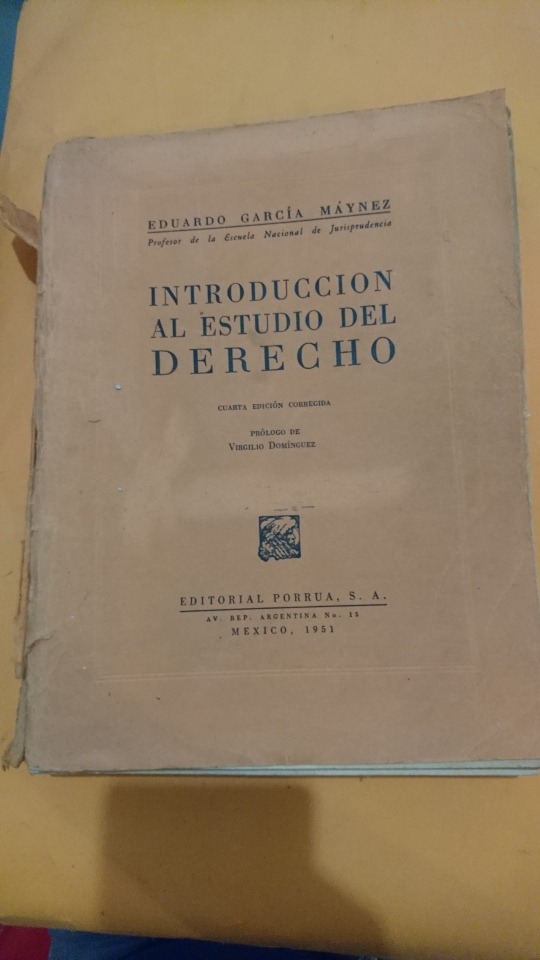 EDUARDO GARCÍA MÁYNEZ
Profesor de la Escuela Nacional de Jurisprudencia
INTRODUCCION
AL ESTUDIO DEL
DERECHO
CUARTA EDICIÓN CORREGIDA
PRÓLOGO DE
VIRGILIO DOMÍNGUEZ
EDITORIAL PORRUA, S. A.
AV. REP. ARGENTINA No. 15
MEXICO, 1951